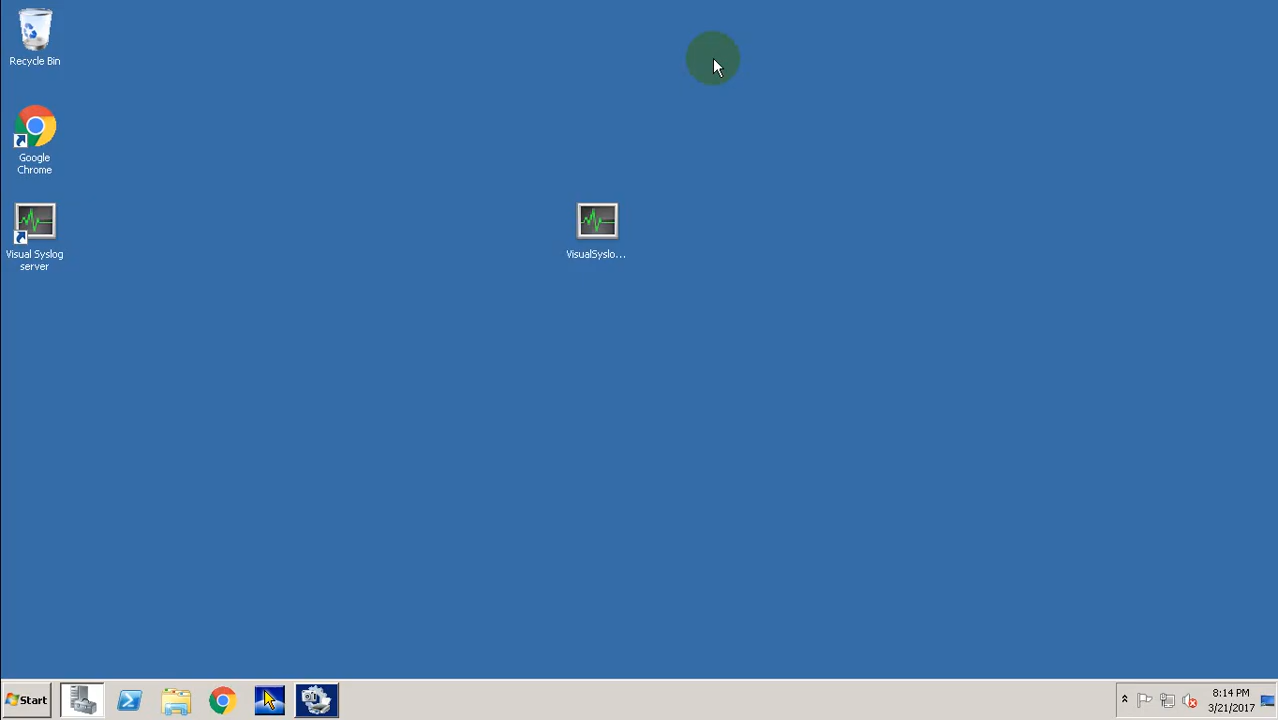 Recycle Bin
Google
Chrome
Visual Syslog
server
VisualSyslo...
Start
8:14 PM
3/21/2017